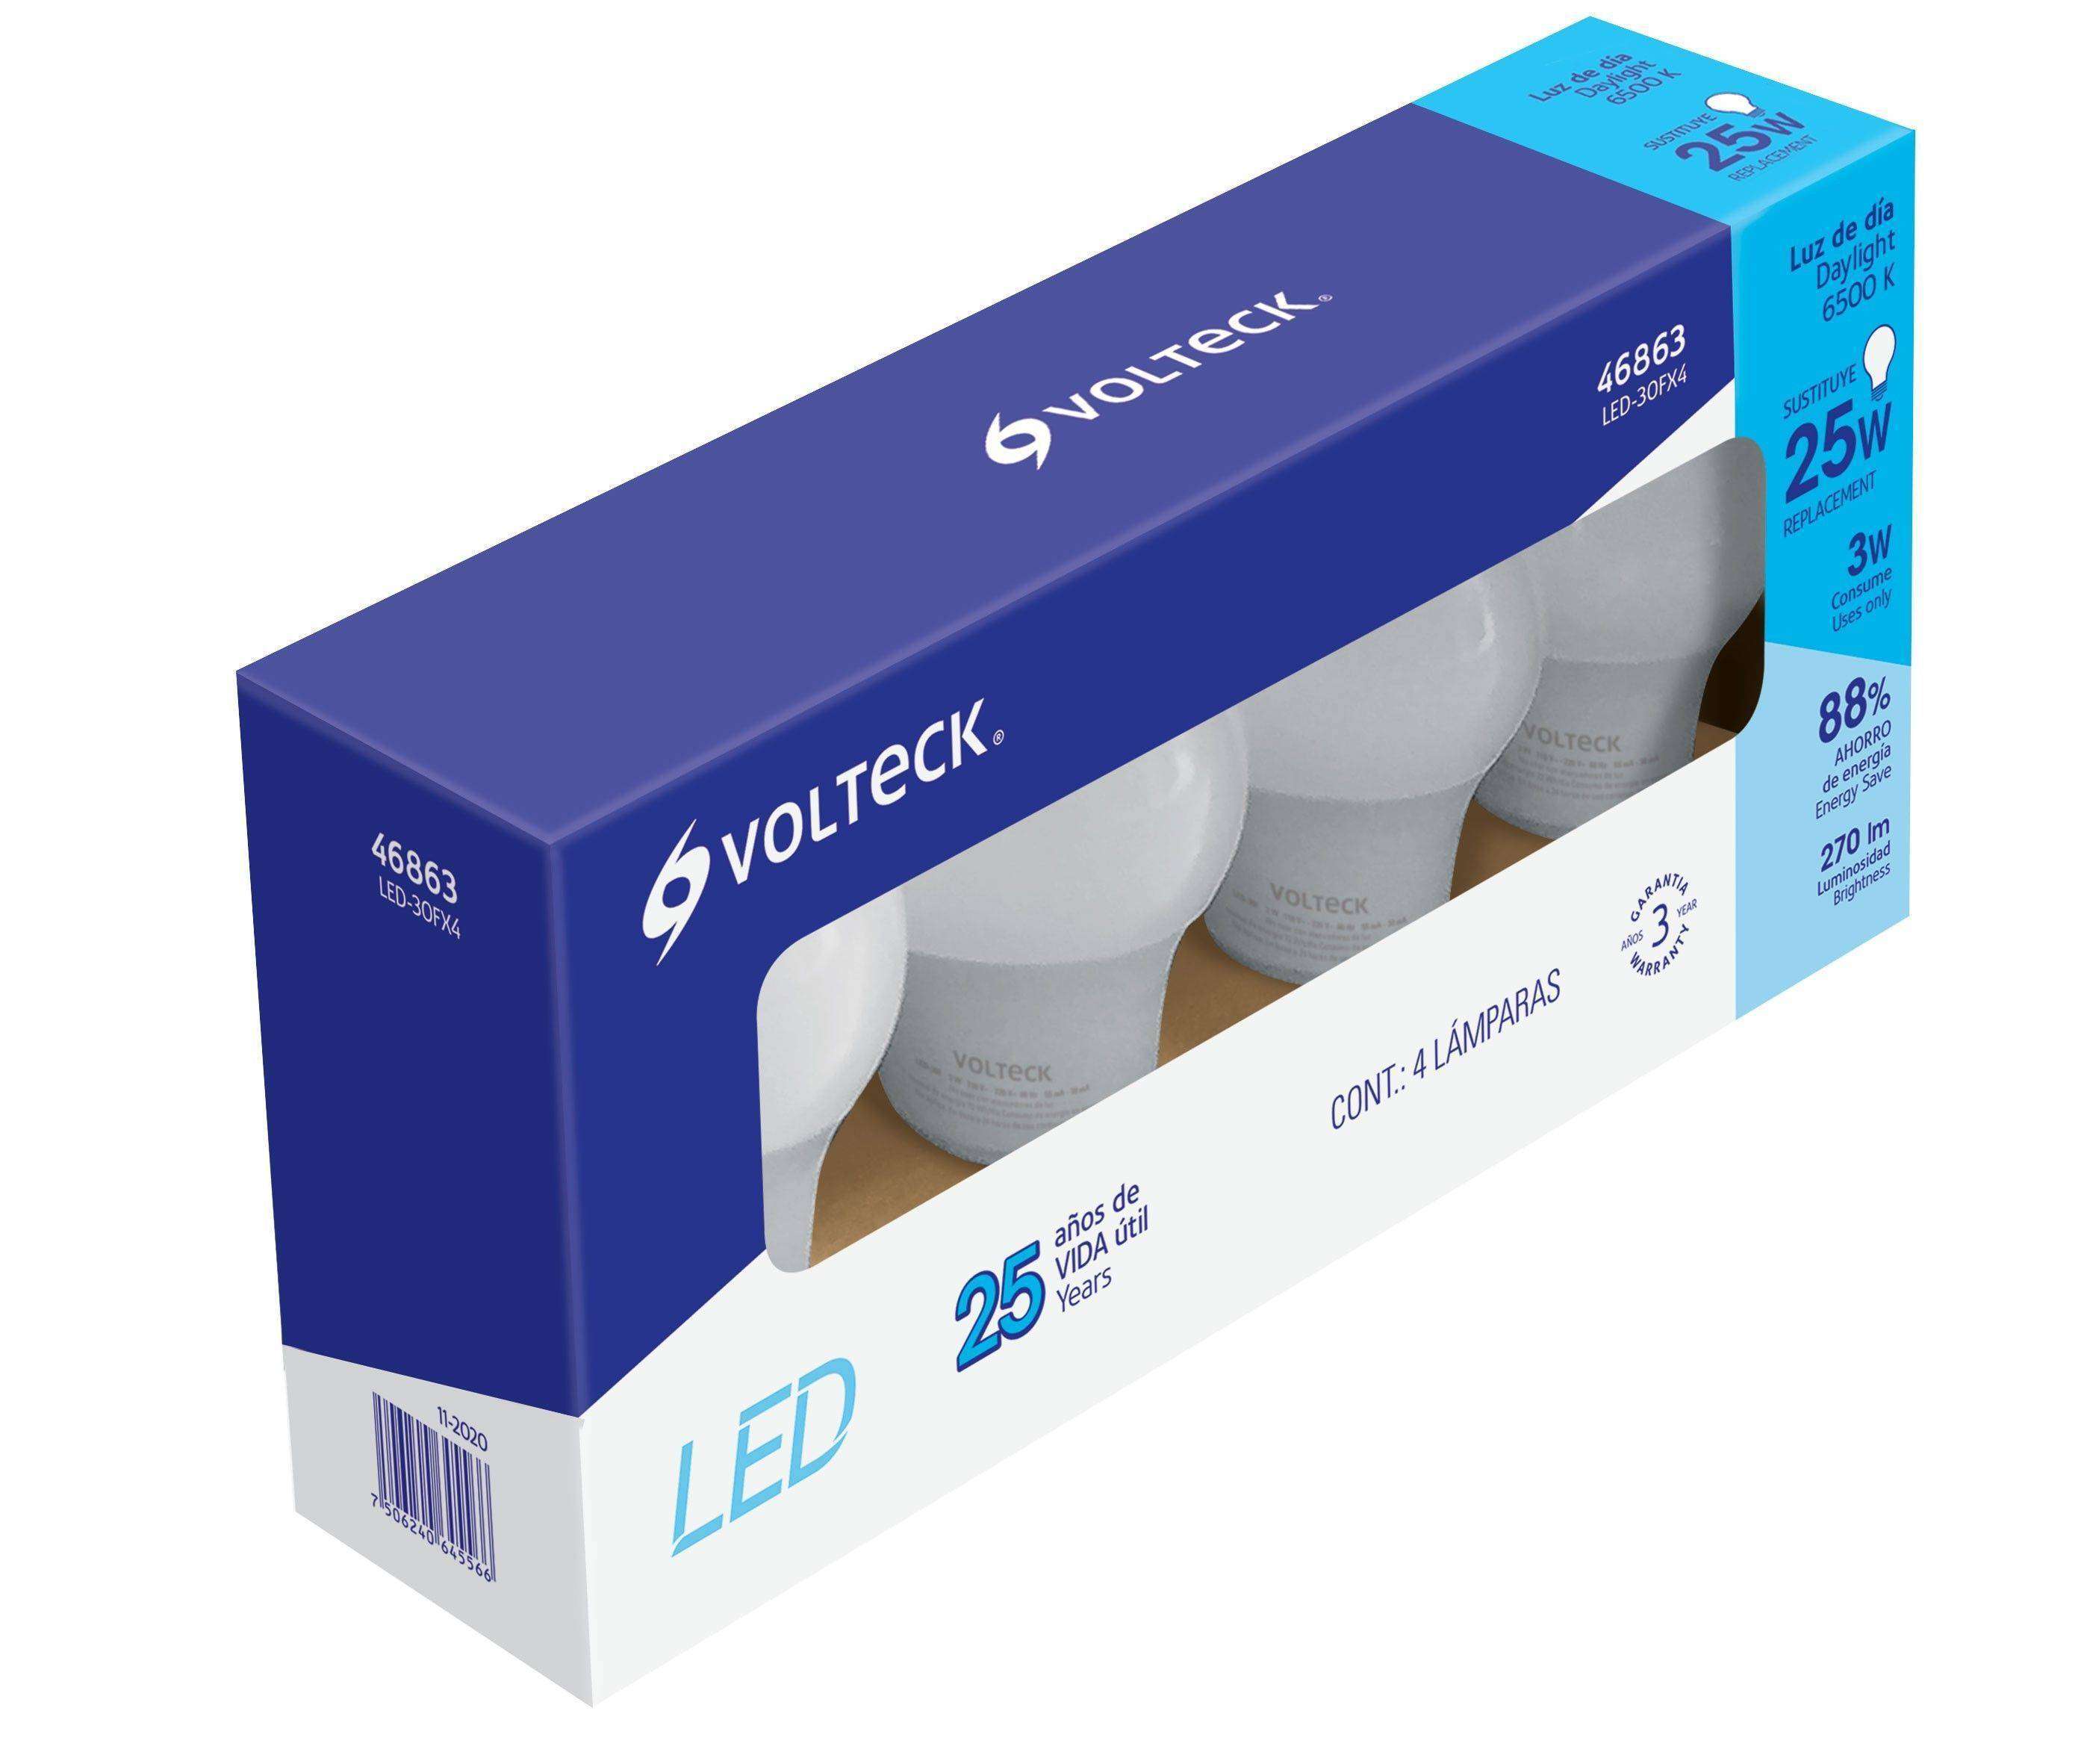 Luz de día
Daylight
6500 K
SUSTITUYE
25W
REPLACEMENT
VOLTECK®
46863
LED-30FX4
Luz de día
Daylight
6500 K
SUSTITUYE
25W
REPLACEMENT
3W
Consume
Uses only
88%
AHORRO
de energía
Energy Save
270 lm
Luminosidad
Brightness
VOLTECK®
46863
LED-30FX4
VOLTECK
VOLTECK
VOLTECK
GARANTIA
AÑOS 3 YEAR
WARRANTY
CONT.: 4 LÁMPARAS
25 años de
VIDA útil
Years
LED
11-2020
7 506240 645566